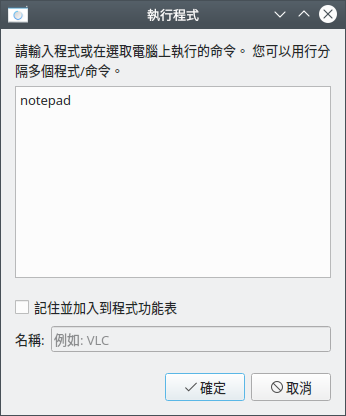 執行程式
請輸入程式或在選取電腦上執行的命令。 您可以用行分
隔多個程式/命令。
notepad
記住並加入到程式功能表
名稱: 例如: VLC
確定 取消